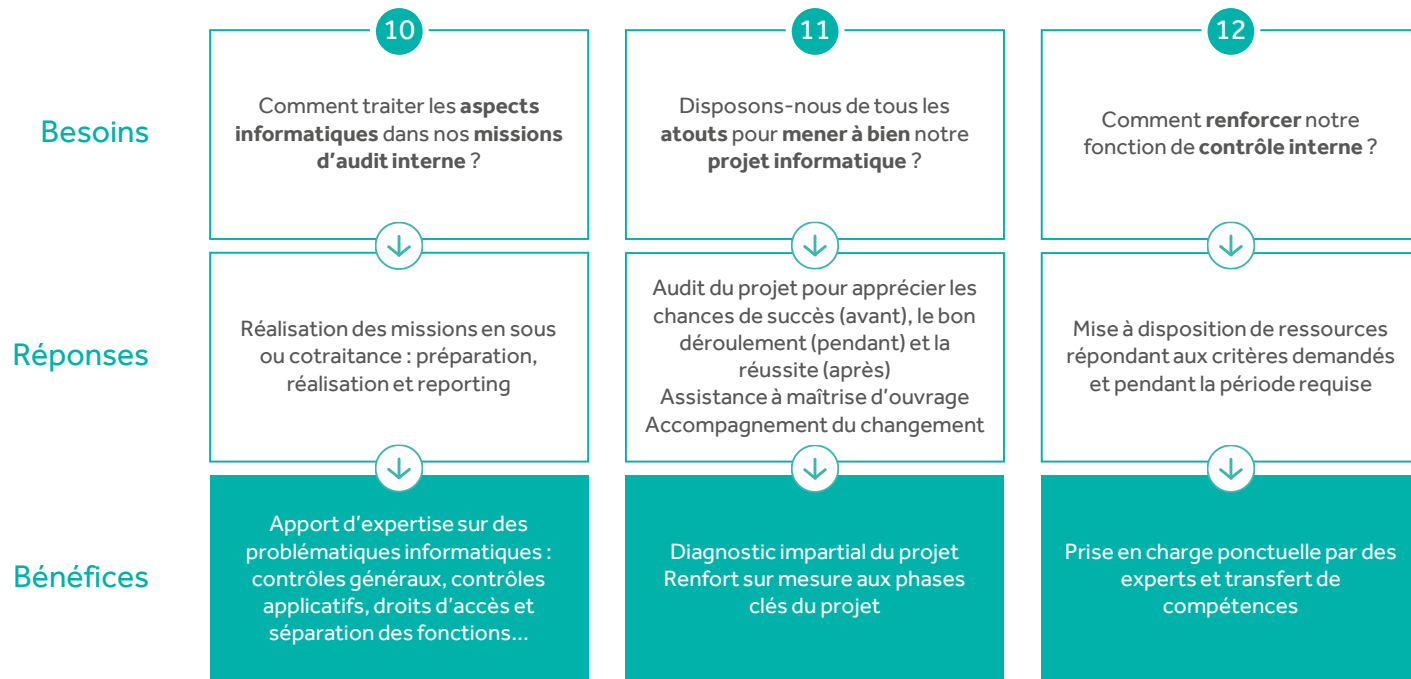 10
11
12
Besoins
Comment traiter les aspects
informatiques dans nos missions
d'audit interne ?
Disposons-nous de tous les
atouts pour mener à bien notre
projet informatique ?
Comment renforcer notre
fonction de contrôle interne ?
Réponses
Réalisation des missions en sous
ou cotraitance : préparation,
réalisation et reporting
Audit du projet pour apprécier les
chances de succès (avant), le bon
déroulement (pendant) et la
réussite (après)
Assistance à maîtrise d'ouvrage
Accompagnement du changement
Mise à disposition de ressources
répondant aux critères demandés
et pendant la période requise
Bénéfices
Apport d'expertise sur des
problématiques informatiques :
contrôles généraux, contrôles
applicatifs, droits d'accès et
séparation des fonctions...
Diagnostic impartial du projet
Renfort sur mesure aux phases
clés du projet
Prise en charge ponctuelle par des
experts et transfert de
compétences